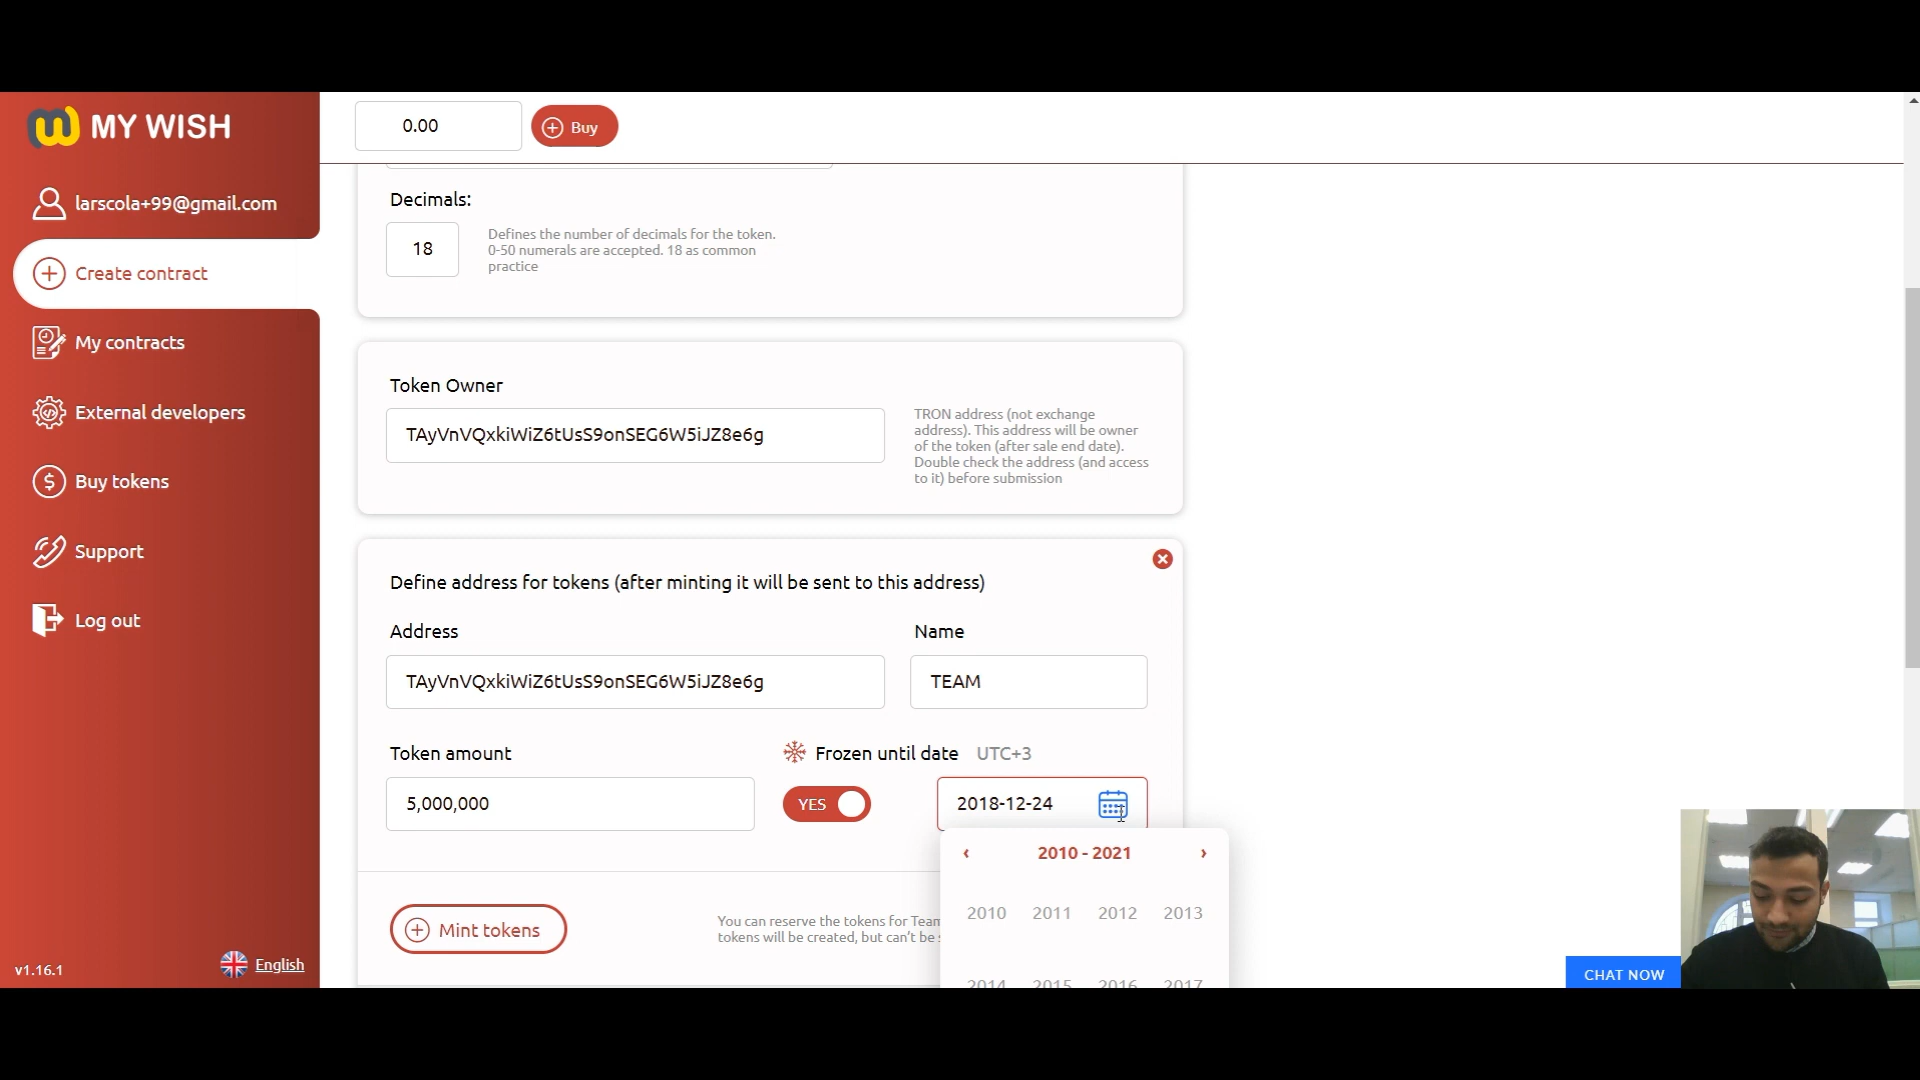 MY WISH
larscola+99@gmail.com
Create contract
My contracts
External developers
Buy tokens
Support
Log out
v1.16.1
English
0.00
Buy
Decimals:
18
Defines the number of decimals for the token.
0-50 numerals are accepted. 18 as common
practice
Token Owner
TAyVnVQxkiWiZ6tUsS9onSEG6W5iJZ8e6g
TRON address (not exchange
address). This address will be owner
of the token (after sale end date).
Double check the address (and access
to it) before submission
Define address for tokens (after minting it will be sent to this address)
Address
Name
TAyVnVQxkiWiZ6tUsS9onSEG6W5iJZ8e6g
TEAM
Token amount
Frozen until date UTC+3
5,000,000
YES
2018-12-24
‹ 2010 - 2021 ›
2010 2011 2012 2013
2014 2015 2016 2017
Mint tokens
You can reserve the tokens for Team
tokens will be created, but can't be
CHAT NOW